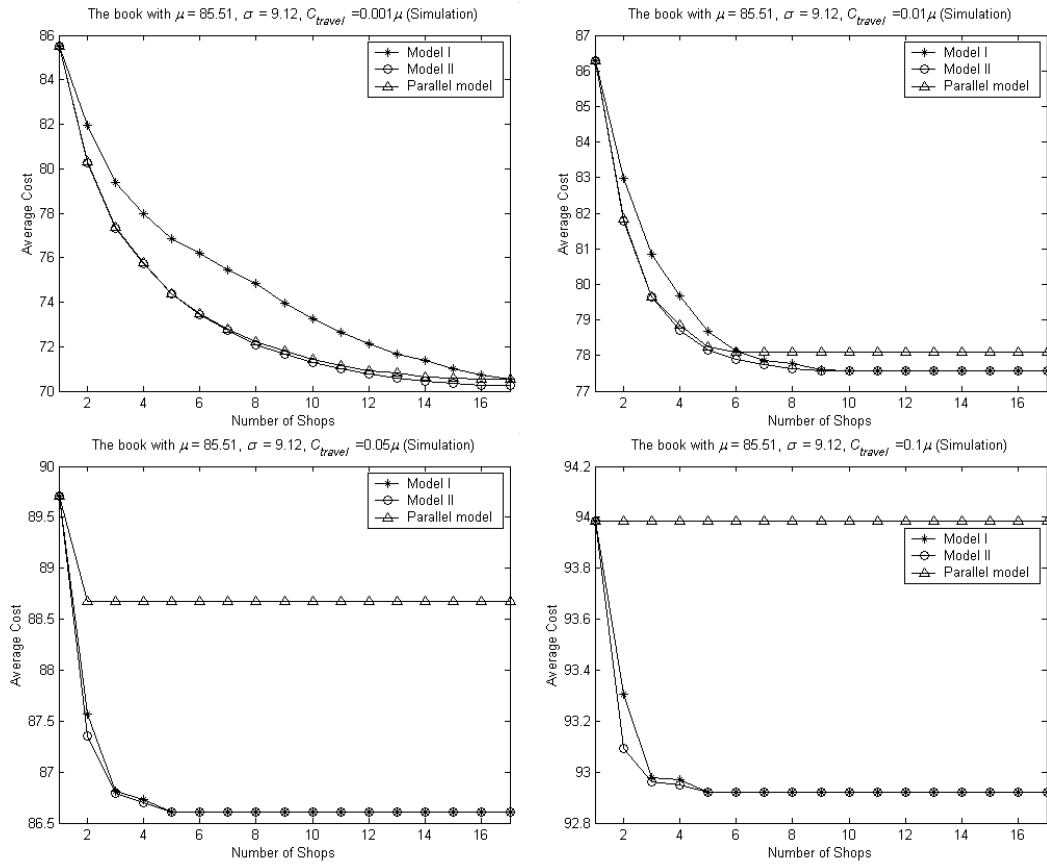 The book with μ = 85.51, σ = 9.12, C_travel =0.001μ (Simulation)
Average Cost
86
84
82
80
78
76
74
72
70
Model I
Model II
Parallel model
2 4 6 8 10 12 14 16
Number of Shops
The book with μ = 85.51, σ = 9.12, C_travel =0.01μ (Simulation)
Average Cost
87
86
85
84
83
82
81
80
79
78
77
Model I
Model II
Parallel model
2 4 6 8 10 12 14 16
Number of Shops
The book with μ = 85.51, σ = 9.12, C_travel =0.05μ (Simulation)
Average Cost
90
89.5
89
88.5
88
87.5
87
86.5
Model I
Model II
Parallel model
2 4 6 8 10 12 14 16
Number of Shops
The book with μ = 85.51, σ = 9.12, C_travel =0.1μ (Simulation)
Average Cost
94.2
94
93.8
93.6
93.4
93.2
93
92.8
Model I
Model II
Parallel model
2 4 6 8 10 12 14 16
Number of Shops